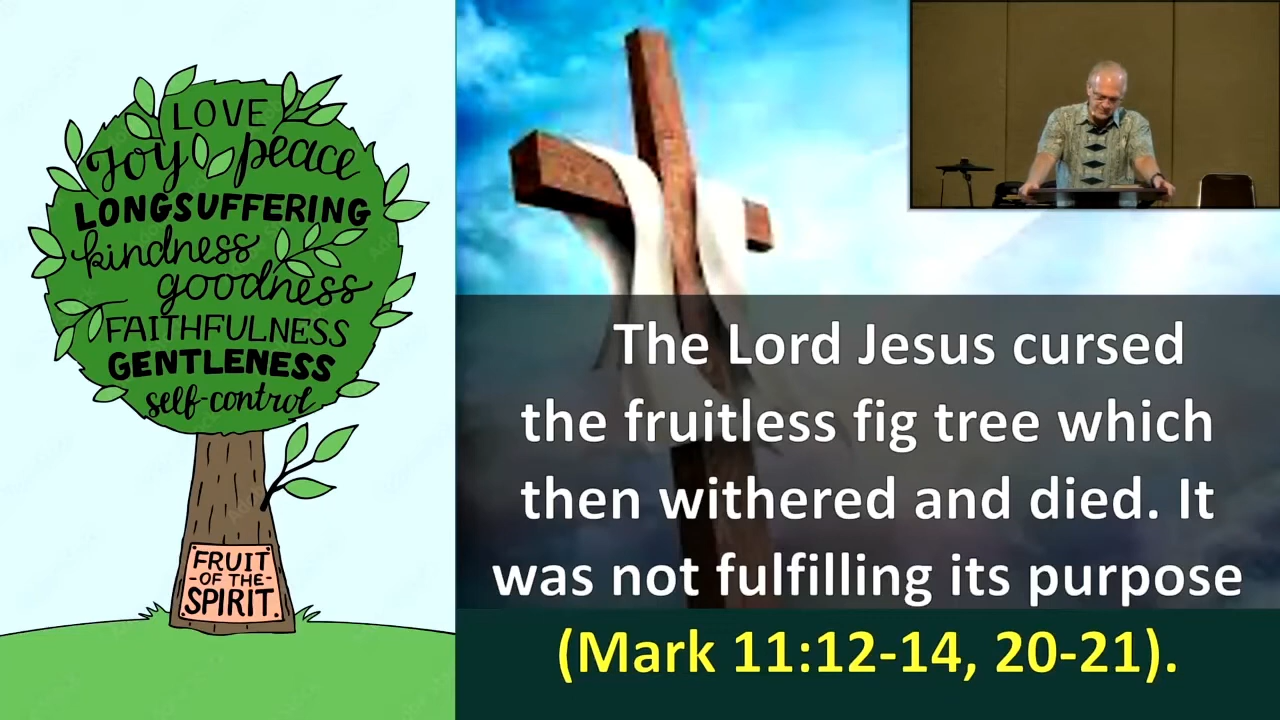 LOVE
Joy peace
LONGSUFFERING
kindness
goodness
FAITHFULNESS
GENTLENESS
self-control
FRUIT
-OF THE-
SPIRIT
The Lord Jesus cursed
the fruitless fig tree which
then withered and died. It
was not fulfilling its purpose
(Mark 11:12-14, 20-21).